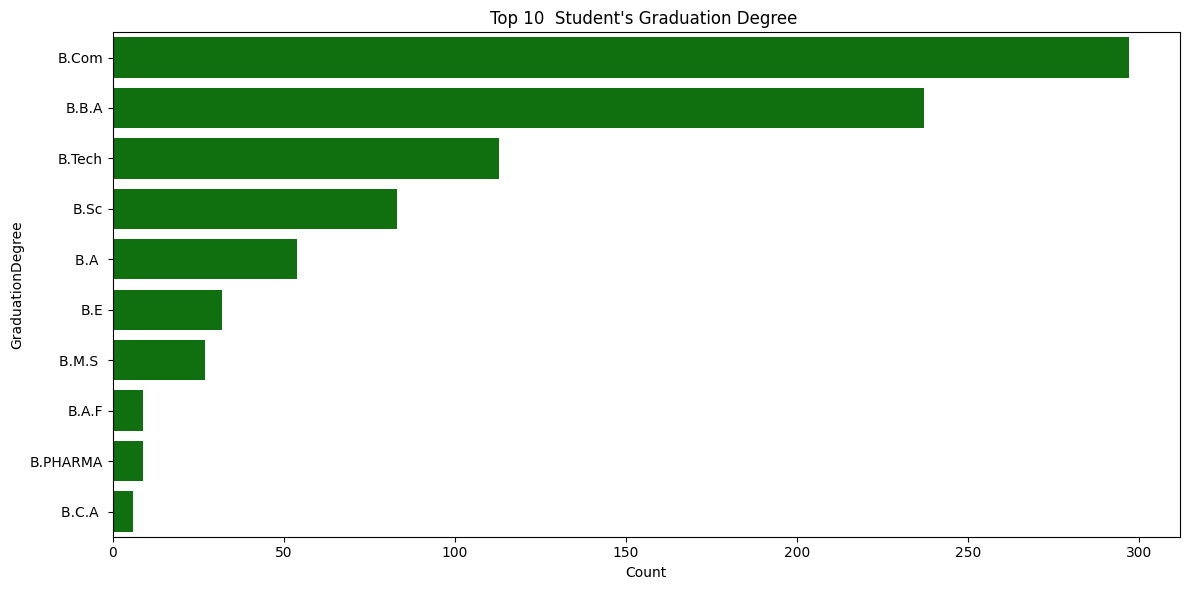 Top 10  Student's Graduation Degree
GraduationDegree
B.Com
B.B.A
B.Tech
B.Sc
B.A
B.E
B.M.S
B.A.F
B.PHARMA
B.C.A
0 50 100 150 200 250 300
Count